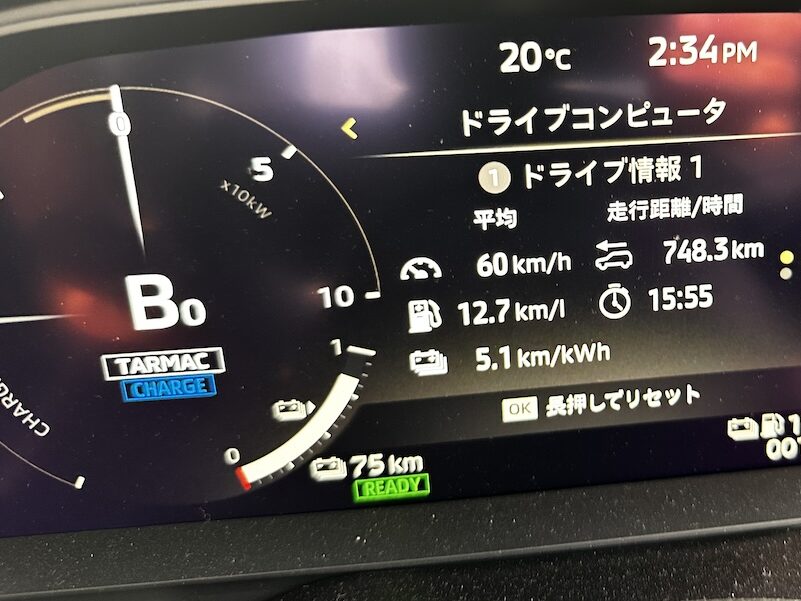 20℃ 2:34PM
ドライブコンピュータ
1 ドライブ情報 1
平均 走行距離/時間
60 km/h 748.3 km
12.7 km/l 15:55
5.1 km/kWh
OK 長押しでリセット
0
5
x10kW
10
B0
TARMAC
CHARGE
1
0
75 km
READY